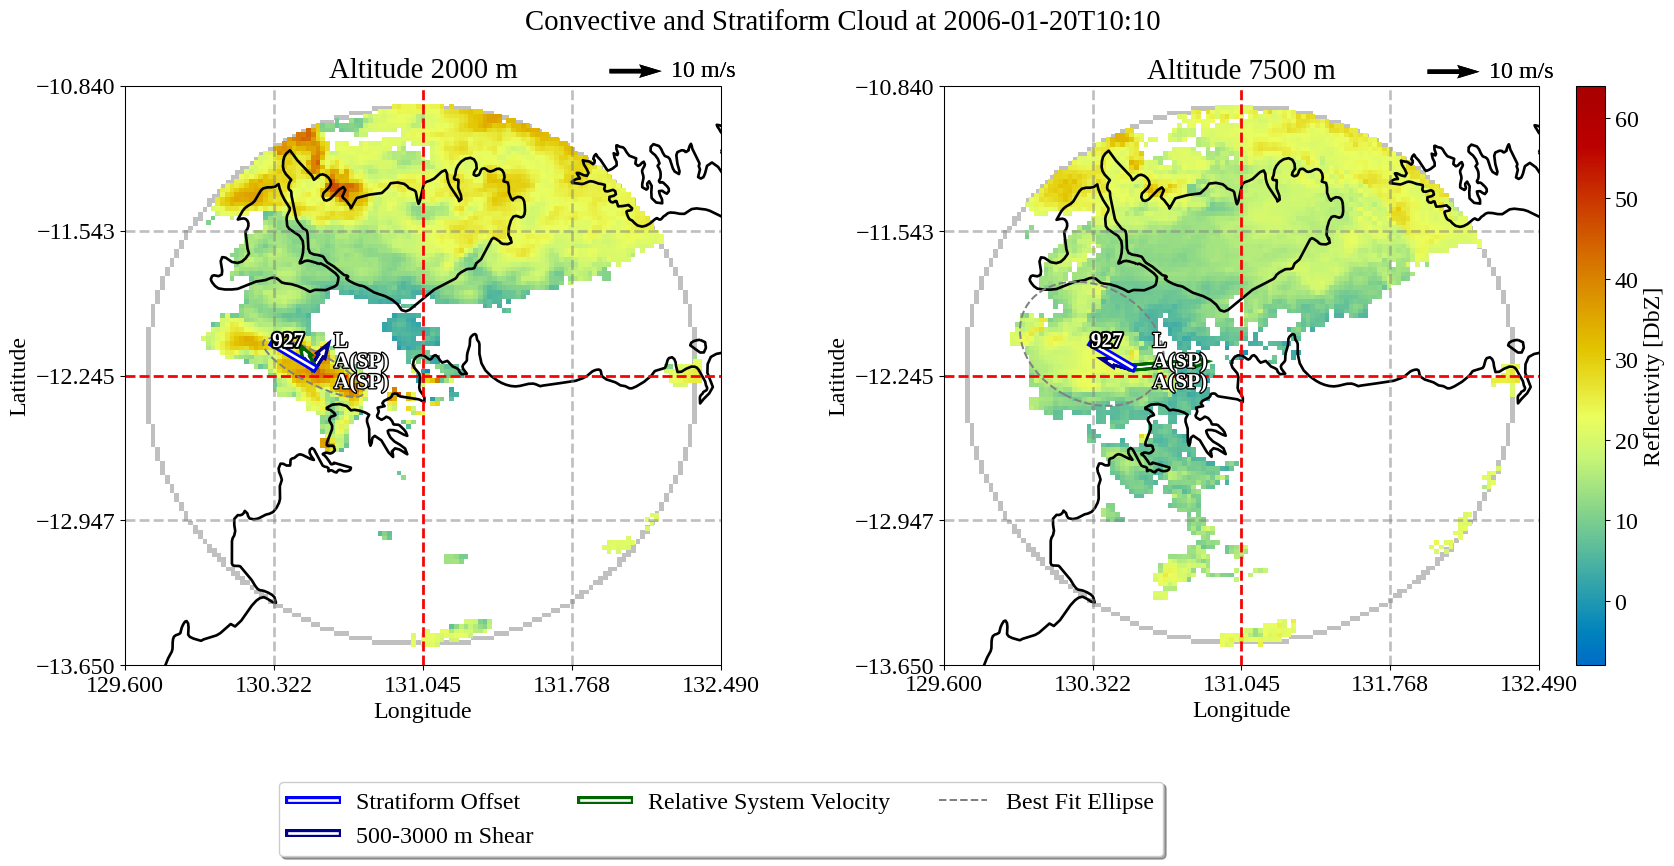 Convective and Stratiform Cloud at 2006-01-20T10:10
Altitude 2000 m
10 m/s
−10.840
−11.543
−12.245
−12.947
−13.650
Latitude
927
L
A(SP)
A(SP)
129.600 130.322 131.045 131.768 132.490
Longitude
Altitude 7500 m
10 m/s
−10.840
−11.543
−12.245
−12.947
−13.650
Latitude
927
L
A(SP)
A(SP)
129.600 130.322 131.045 131.768 132.490
Longitude
60
50
40
30
20
10
0
Reflectivity [DbZ]
Stratiform Offset
500-3000 m Shear
Relative System Velocity
Best Fit Ellipse